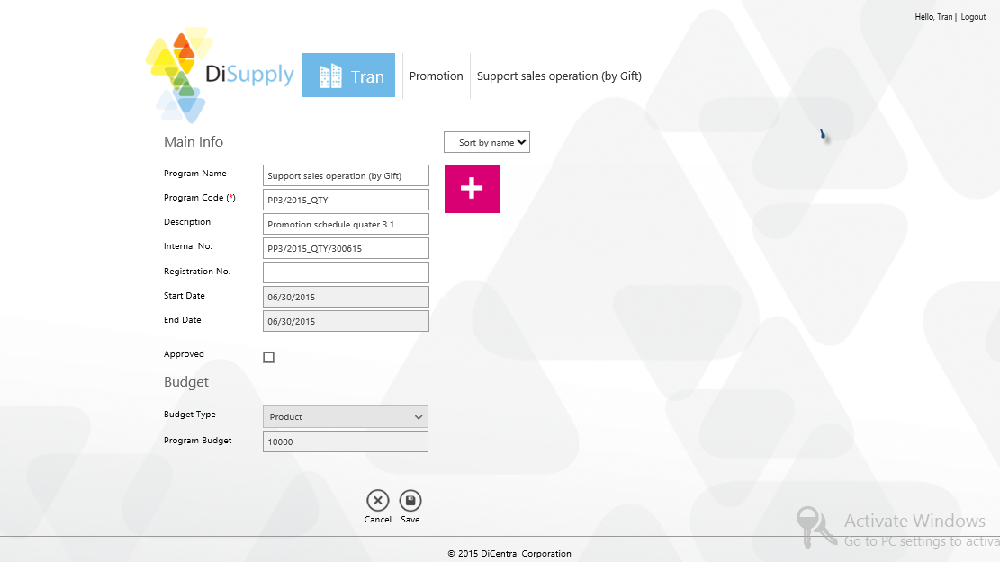 Hello, Tran | Logout
DiSupply
Tran
Promotion
Support sales operation (by Gift)
Main Info
Sort by name
Program Name
Support sales operation (by Gift)
Program Code (*)
PP3/2015_QTY
Description
Promotion schedule quater 3.1
Internal No.
PP3/2015_QTY/300615
Registration No.
Start Date
06/30/2015
End Date
06/30/2015
Approved
Budget
Budget Type
Product
Program Budget
10000
Cancel
Save
Activate Windows
Go to PC settings to activa
© 2015 DiCentral Corporation